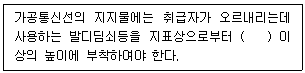 가공통신선의 지지물에는 취급자가 오르내리는데
사용하는 발디딤쇠등을 지표상으로부터 (   ) 이
상의 높이에 부착하여야 한다.